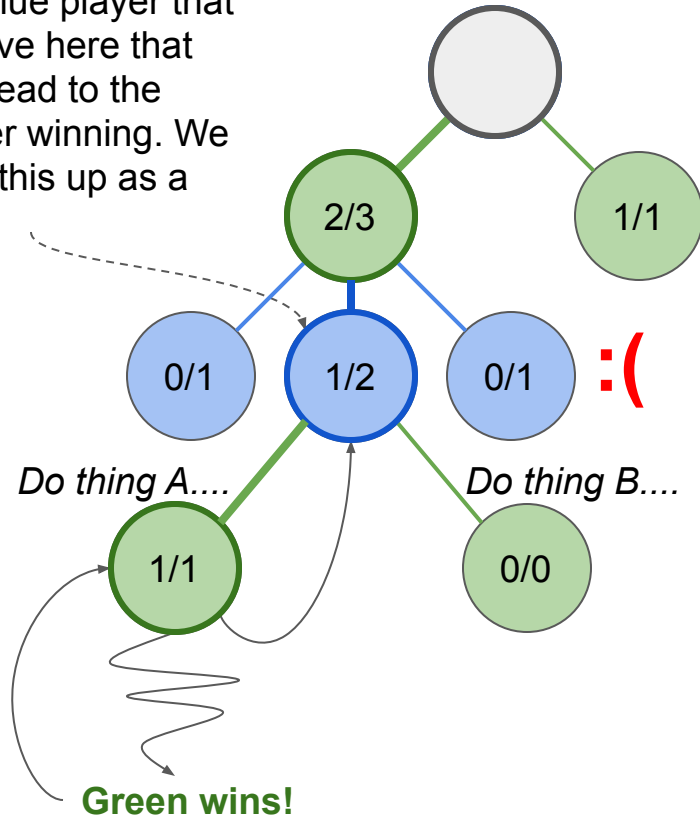 player that
ve here that
ead to the
er winning. We
this up as a
2/3
1/1
0/1
1/2
0/1
:(
Do thing A....
Do thing B....
1/1
0/0
Green wins!